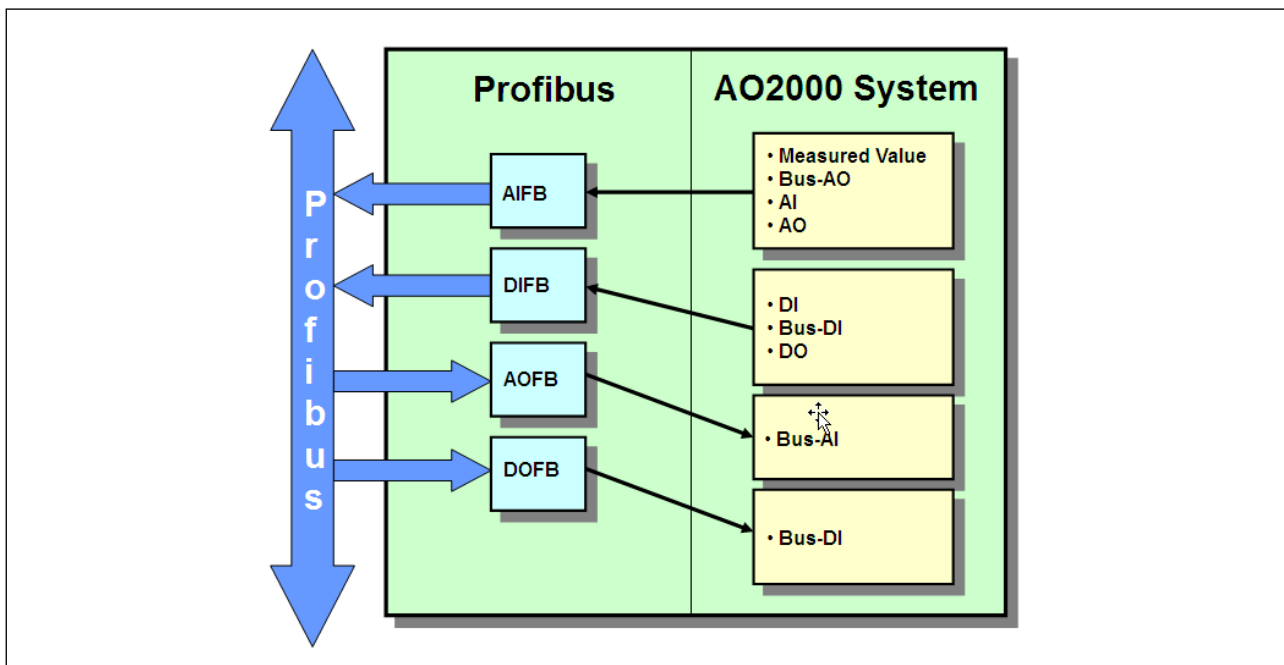 Profibus
Profibus
AO2000 System
AIFB
• Measured Value
• Bus-AO
• AI
• AO
DIFB
• DI
• Bus-DI
• DO
AOFB
• Bus-AI
DOFB
• Bus-DI